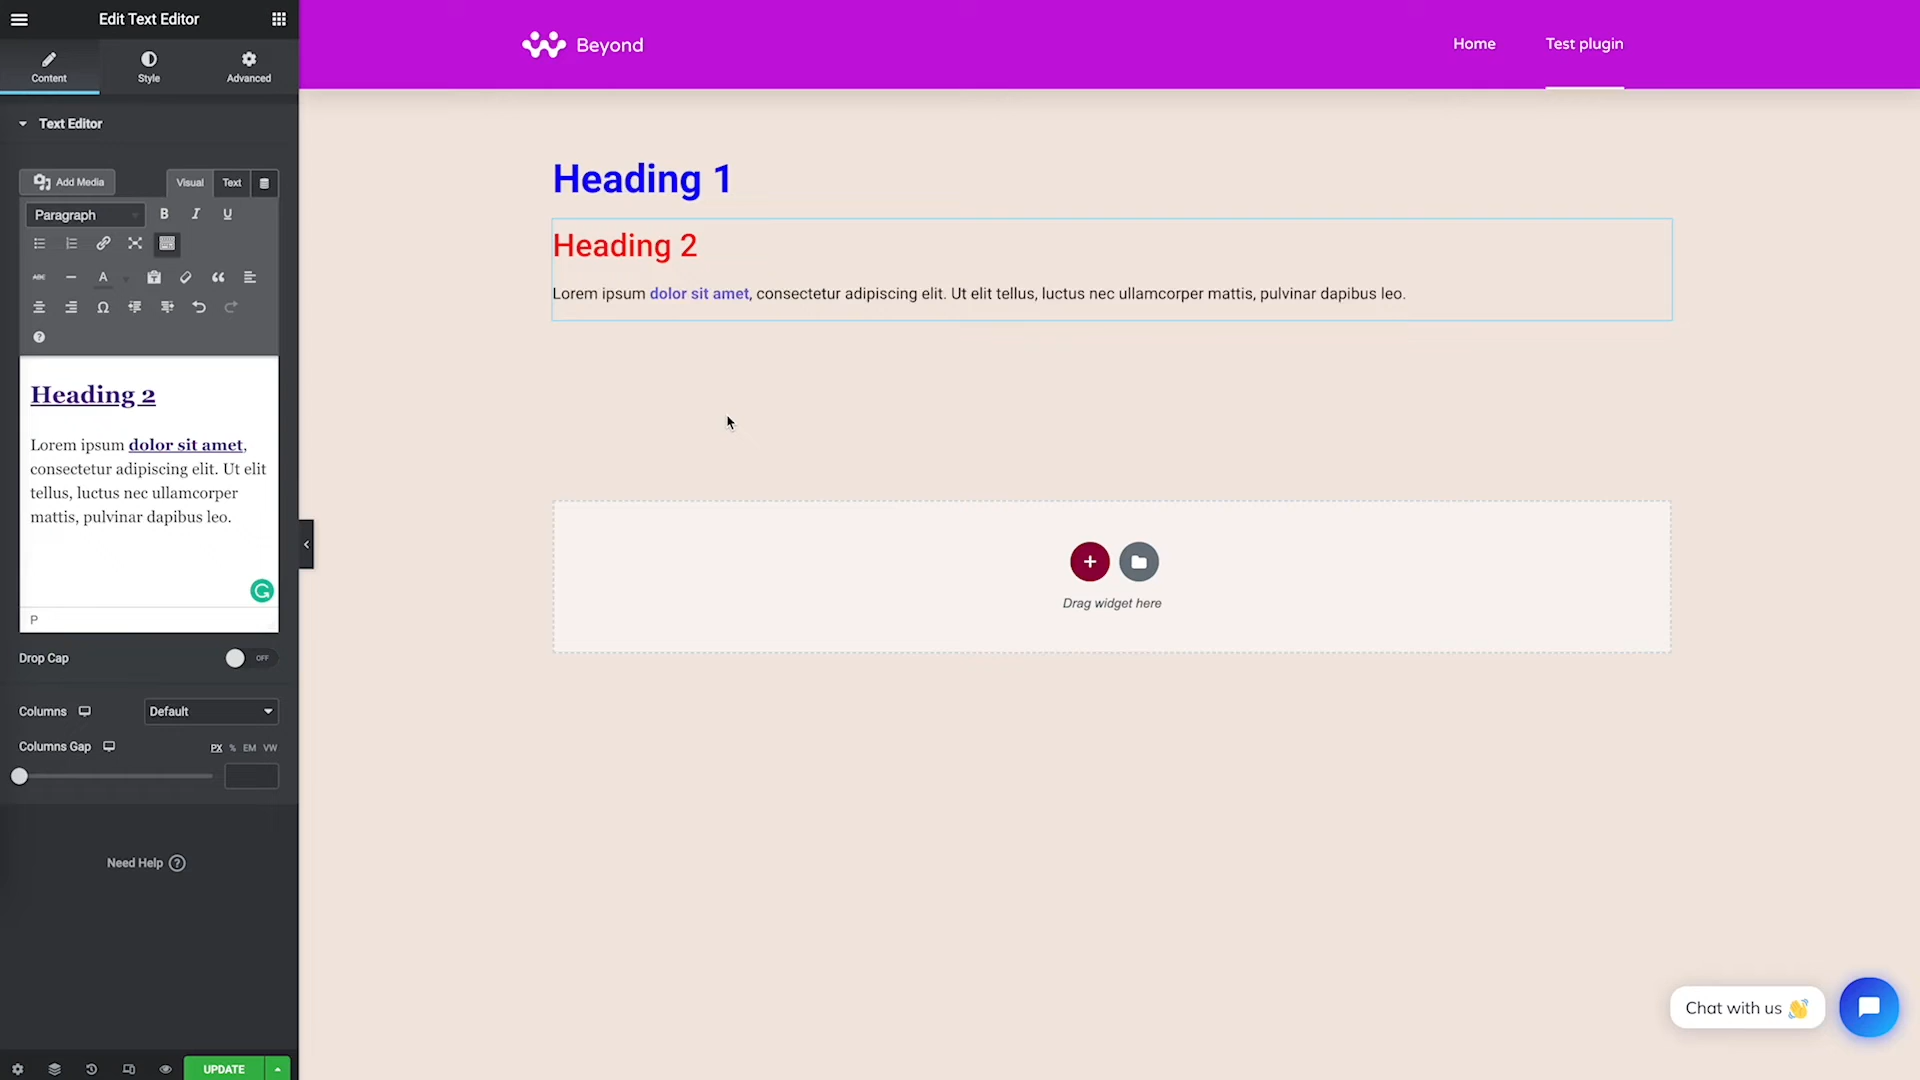 Edit Text Editor
Content
Style
Advanced
Text Editor
Add Media
Visual
Text
Paragraph
B
I
U
ABC
A
Ω
Heading 2
Lorem ipsum dolor sit amet,
consectetur adipiscing elit. Ut elit
tellus, luctus nec ullamcorper
mattis, pulvinar dapibus leo.
P
Drop Cap
OFF
Columns
Default
Columns Gap
PX % EM VW
Need Help
UPDATE
Beyond
Home
Test plugin
Heading 1
Heading 2
Lorem ipsum dolor sit amet, consectetur adipiscing elit. Ut elit tellus, luctus nec ullamcorper mattis, pulvinar dapibus leo.
Drag widget here
Chat with us 👋